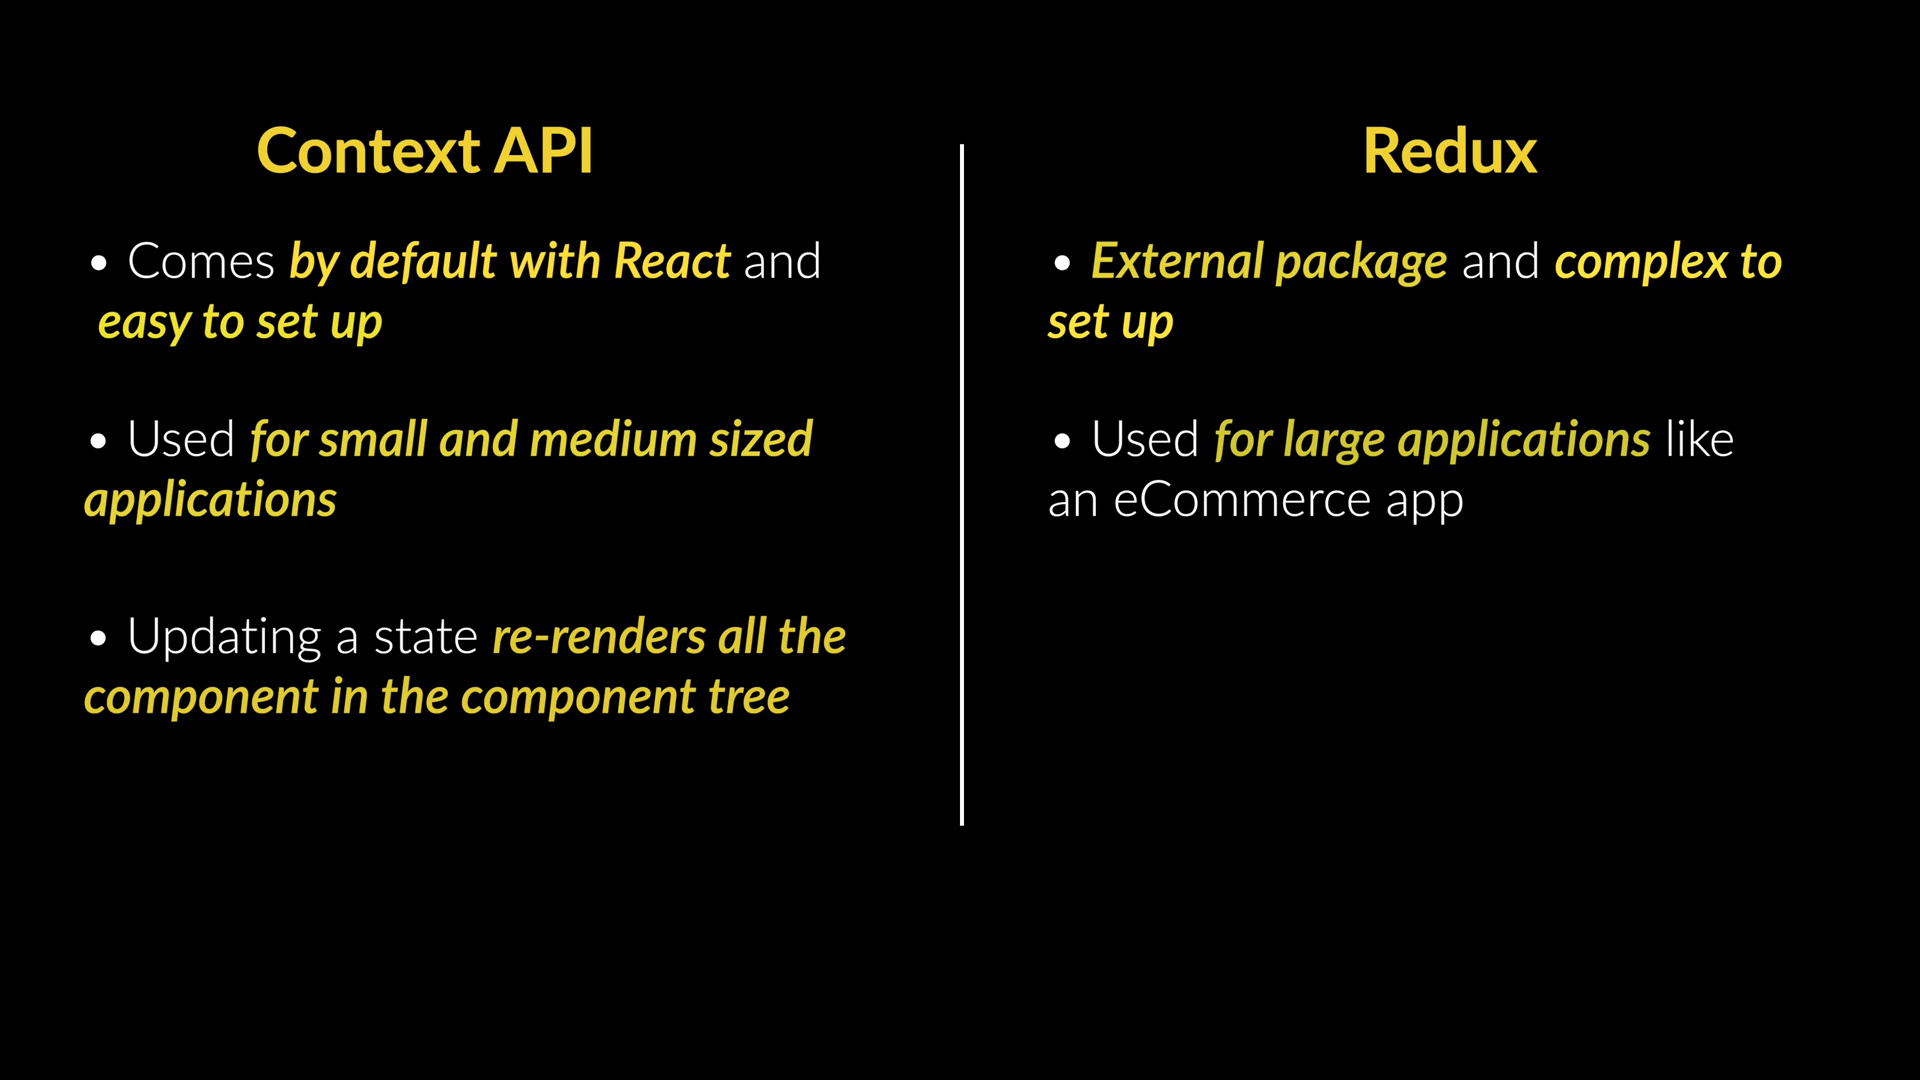 Context API
• Comes by default with React and
easy to set up
• Used for small and medium sized
applications
• Updating a state re-renders all the
component in the component tree
Redux
• External package and complex to
set up
• Used for large applications like
an eCommerce app